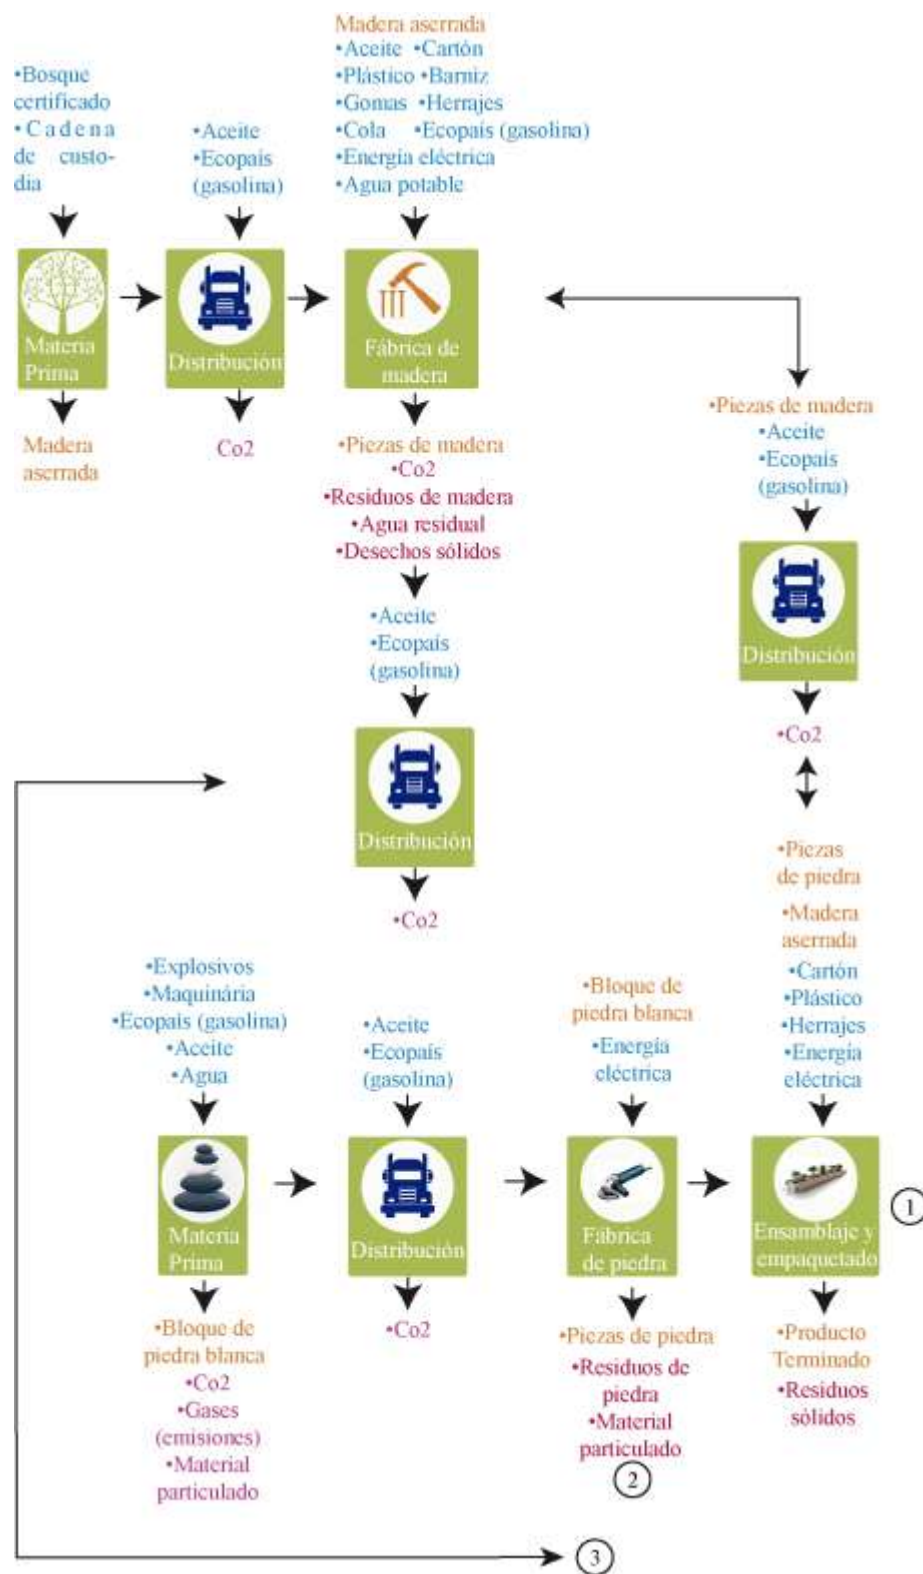 •Bosque
certificado
•Cadena
de custo-
dia
•Aceite
•Ecopaís
(gasolina)
Madera aserrada
•Aceite •Cartón
•Plástico •Barniz
•Gomas •Herrajes
•Cola •Ecopaís (gasolina)
•Energía eléctrica
•Agua potable
Materia
Prima
Distribución
Fábrica de
madera
Madera
aserrada
Co2
•Piezas de madera
•Co2
•Residuos de madera
•Agua residual
•Desechos sólidos
•Piezas de madera
•Aceite
•Ecopaís
(gasolina)
•Aceite
•Ecopaís
(gasolina)
Distribución
•Co2
Distribución
•Co2
•Piezas
de piedra
•Madera
aserrada
•Cartón
•Plástico
•Herrajes
•Energía
eléctrica
•Explosivos
•Maquinária
•Ecopaís (gasolina)
•Aceite
•Agua
•Aceite
•Ecopaís
(gasolina)
•Bloque de
piedra blanca
•Energía
eléctrica
Materia
Prima
Distribución
Fábrica
de piedra
Ensamblaje y
empaquetado
1
•Bloque de
piedra blanca
•Co2
•Gases
(emisiones)
•Material
particulado
•Co2
•Piezas de piedra
•Residuos de
piedra
•Material
particulado
2
•Producto
Terminado
•Residuos
sólidos
3